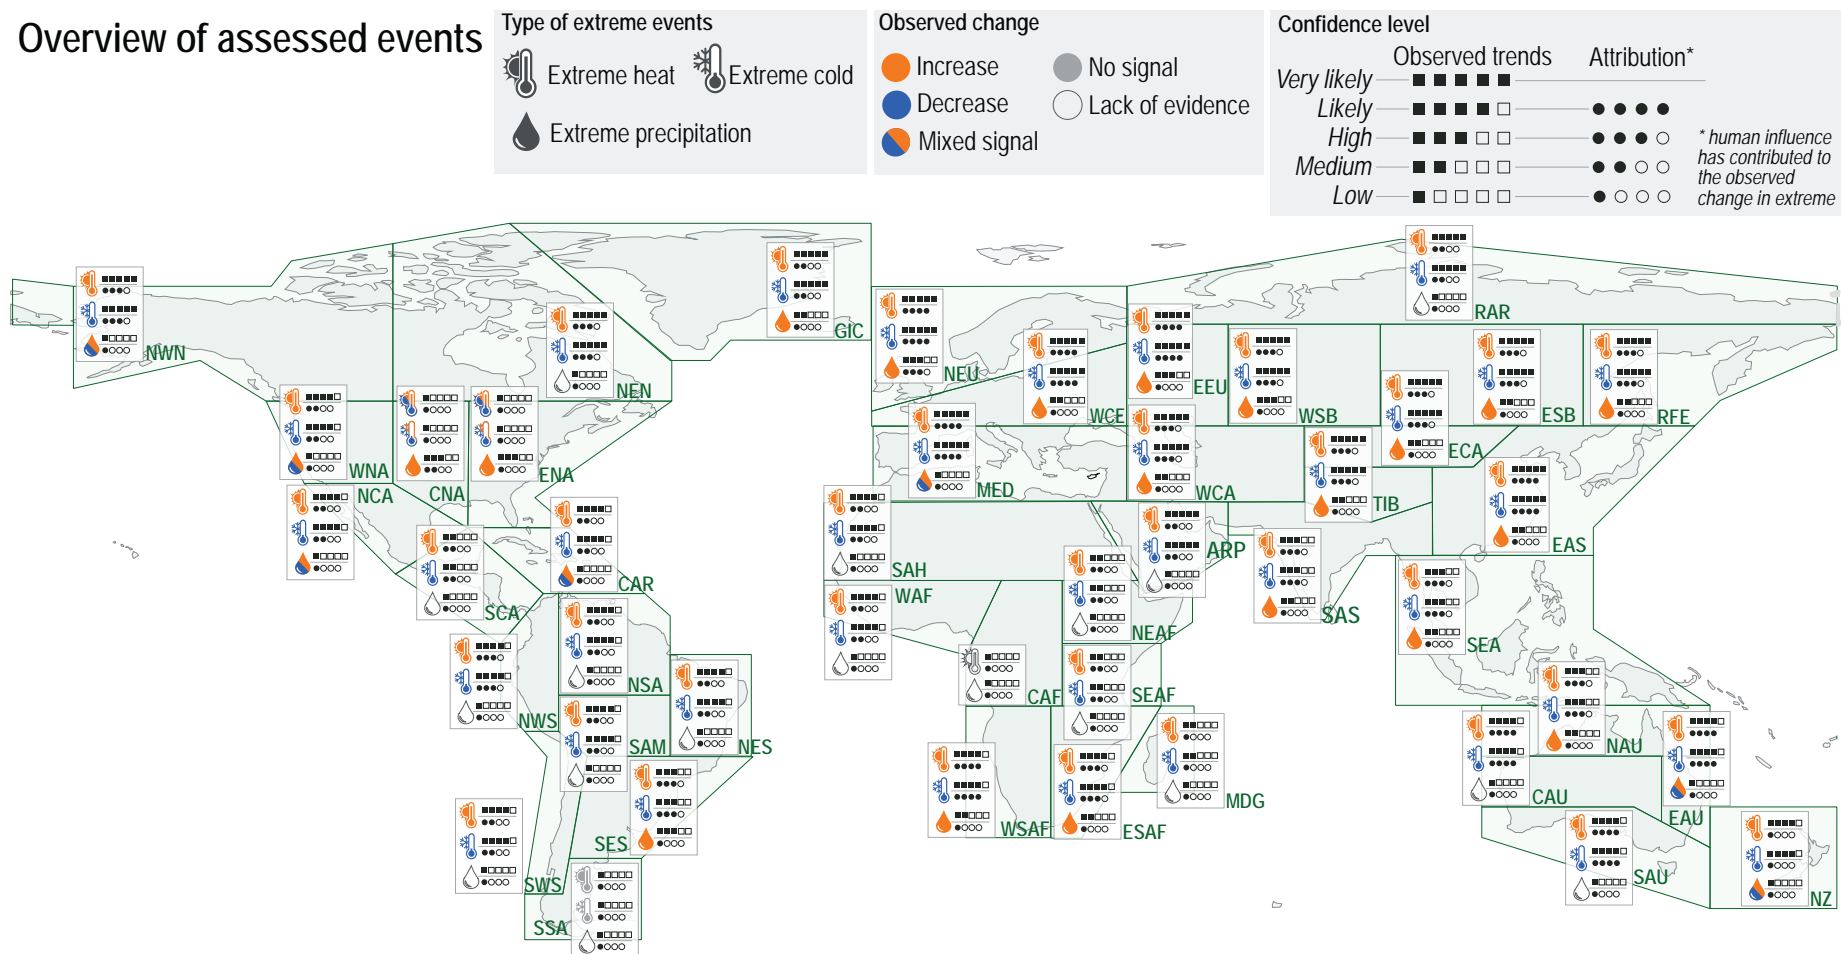 Overview of assessed events
Type of extreme events
Extreme heat
Extreme cold
Extreme precipitation
Observed change
Increase
No signal
Decrease
Lack of evidence
Mixed signal
Confidence level
Observed trends
Attribution*
Very likely
Likely
High
Medium
Low
* human influence
has contributed to
the observed
change in extreme
NWN
NEN
GIC
NEU
RAR
WCE
EEU
WSB
ESB
RFE
WNA
CNA
ENA
MED
WCA
ECA
TIB
EAS
NCA
SCA
CAR
SAH
ARP
SAS
WAF
NEAF
SEA
NWS
NSA
NES
CAF
SEAF
SAM
NAU
SES
WSAF
ESAF
MDG
CAU
EAU
SWS
SSA
SAU
NZ